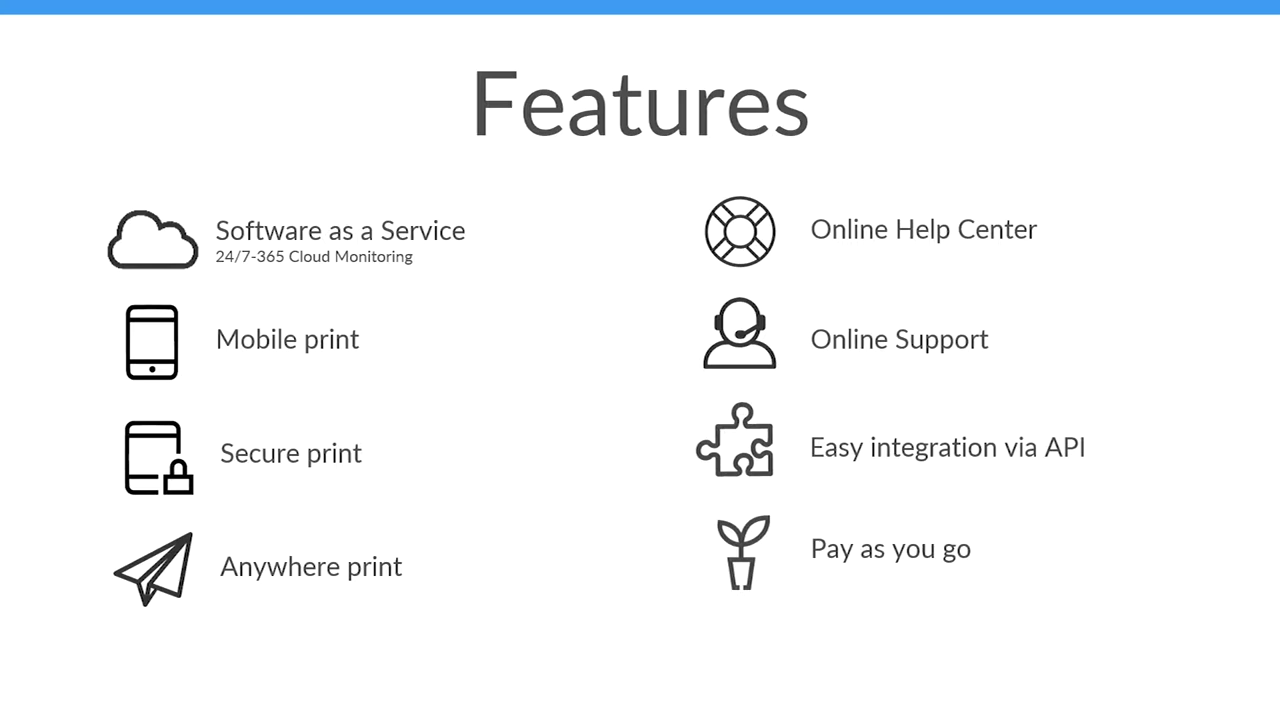 Features
Software as a Service
24/7-365 Cloud Monitoring
Mobile print
Secure print
Anywhere print
Online Help Center
Online Support
Easy integration via API
Pay as you go